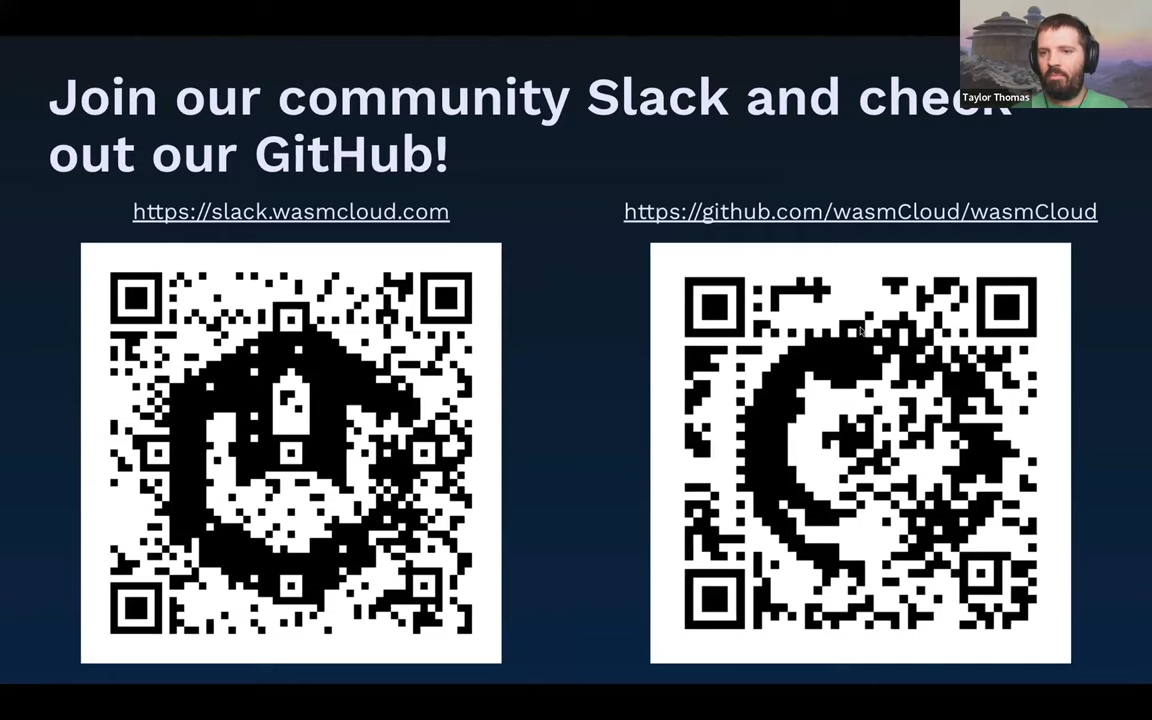 Join our community Slack and check
out our GitHub!
https://slack.wasmcloud.com
https://github.com/wasmCloud/wasmCloud
Taylor Thomas